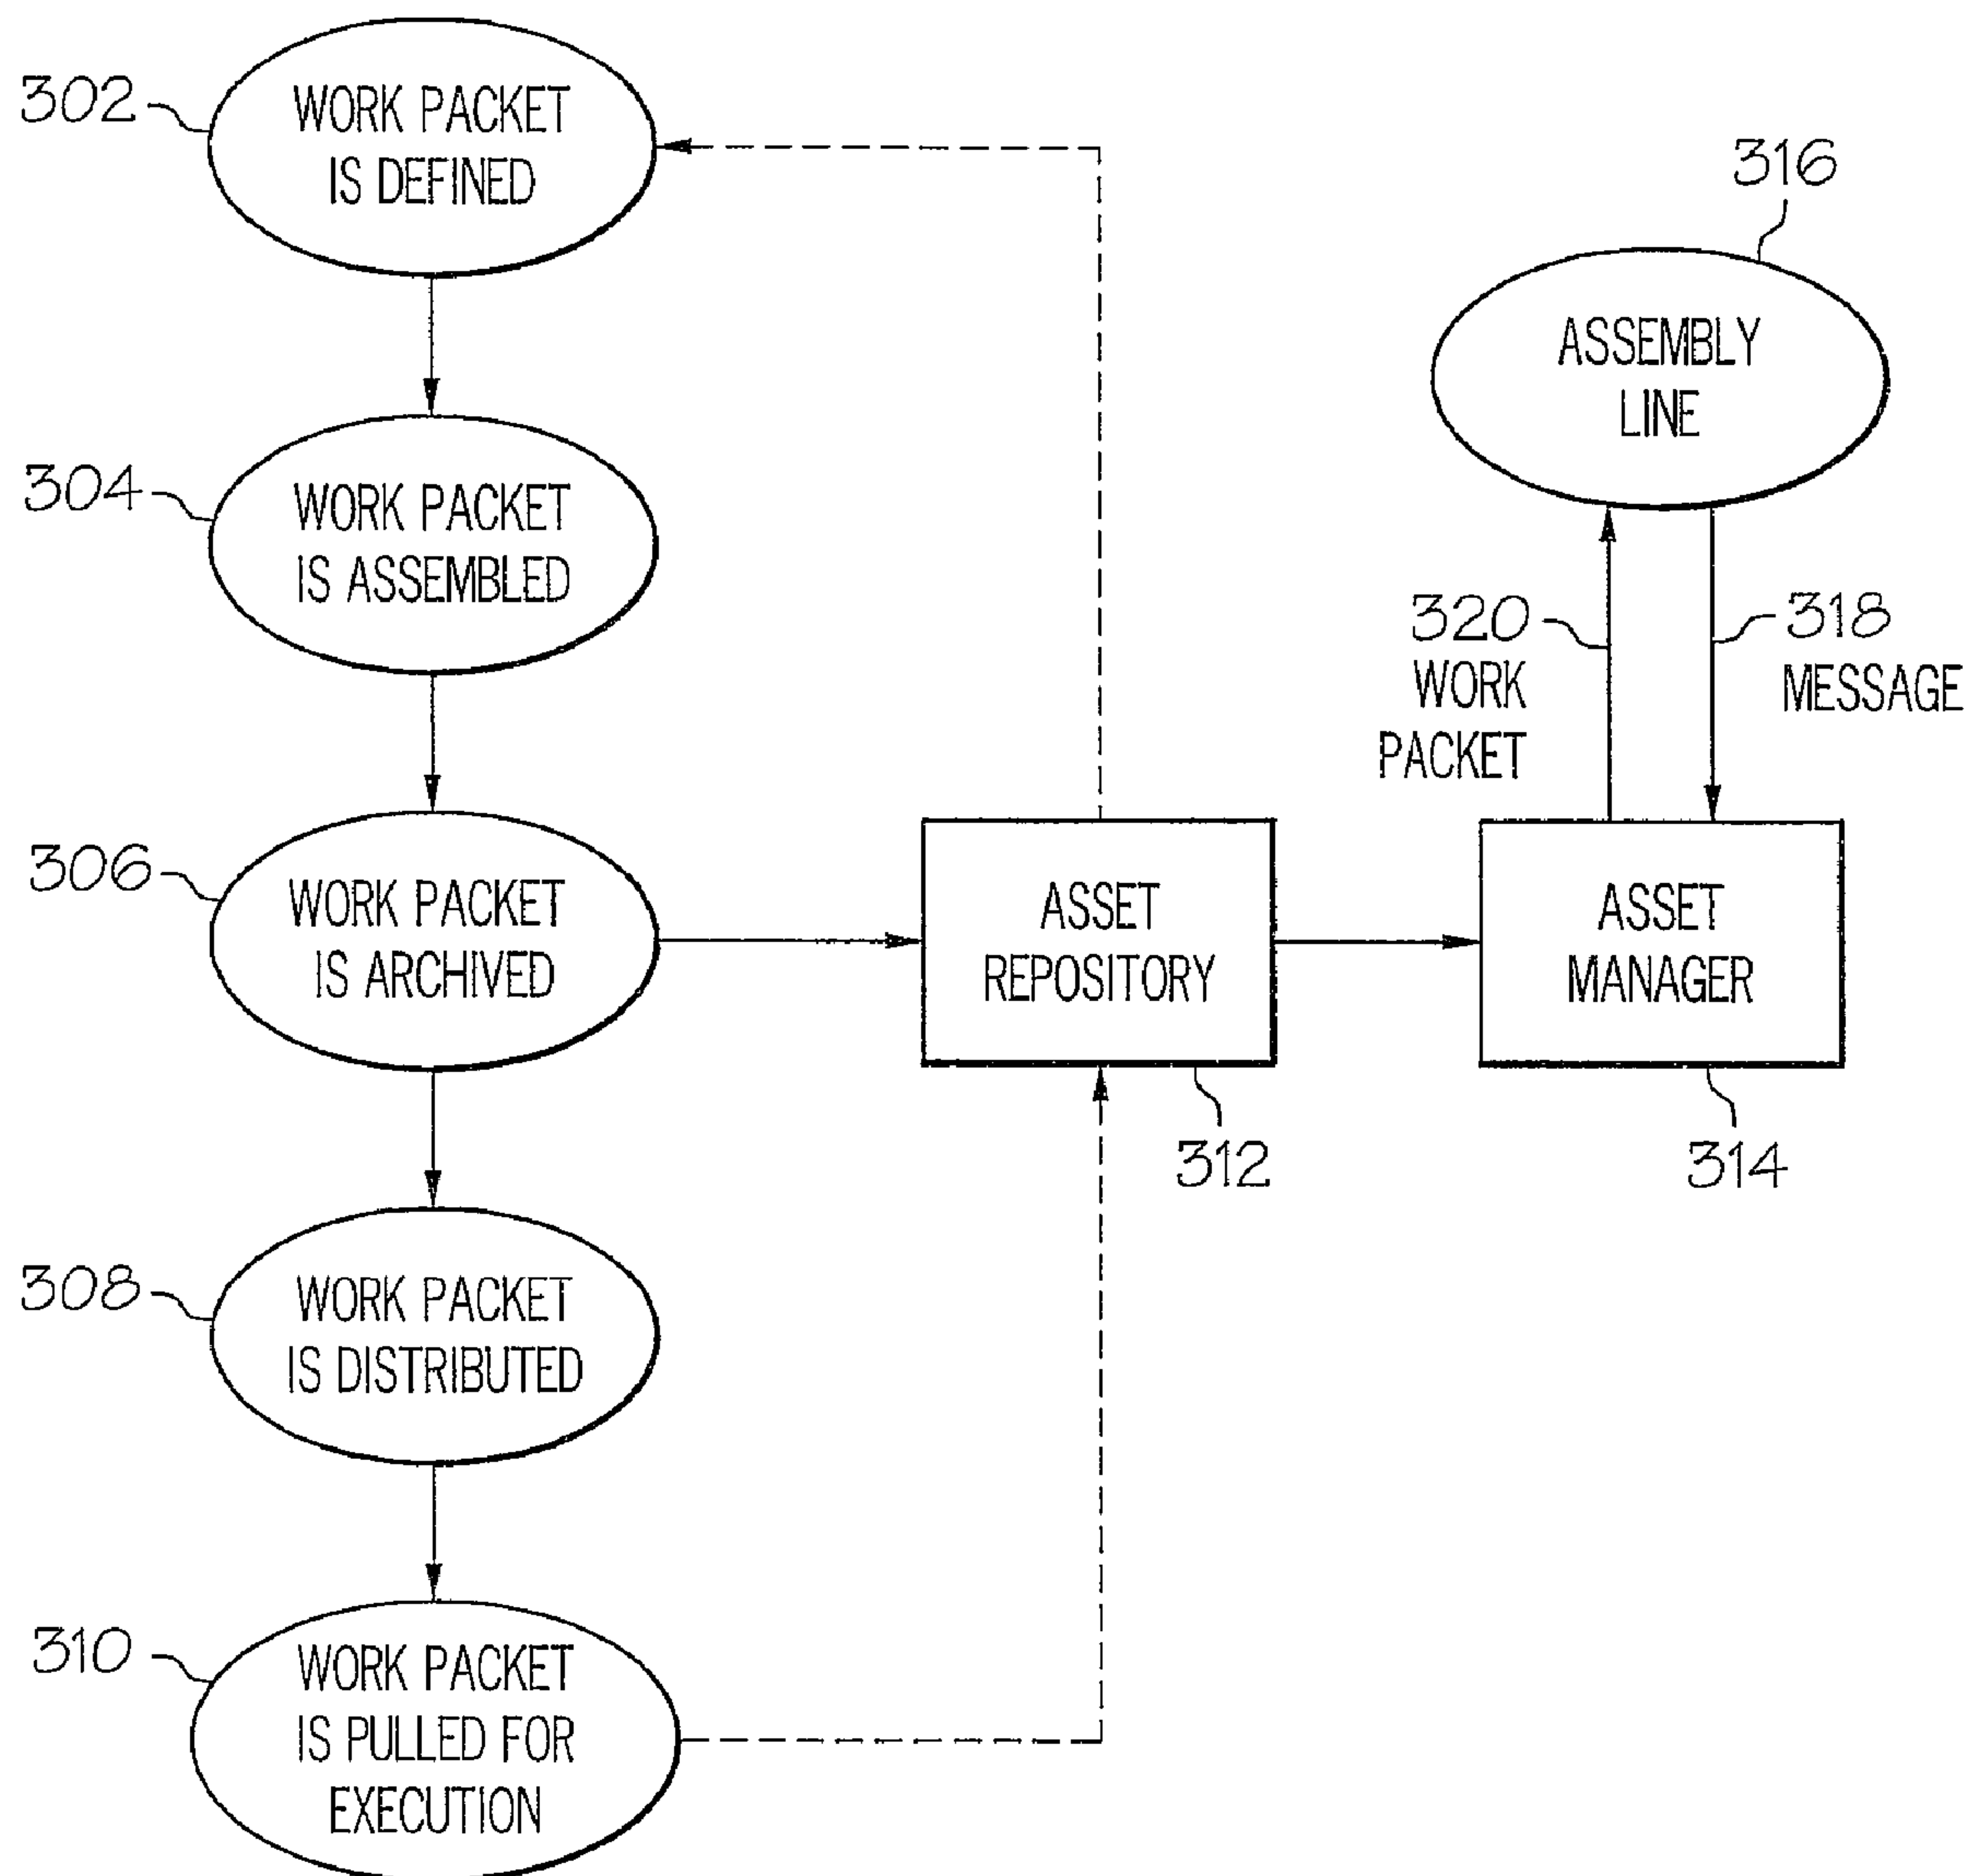 302
WORK PACKET
IS DEFINED
316
ASSEMBLY
LINE
304
WORK PACKET
IS ASSEMBLED
320
WORK
PACKET
318
MESSAGE
306
WORK PACKET
IS ARCHIVED
ASSET
REPOSITORY
312
ASSET
MANAGER
314
308
WORK PACKET
IS DISTRIBUTED
310
WORK PACKET
IS PULLED FOR
EXECUTION